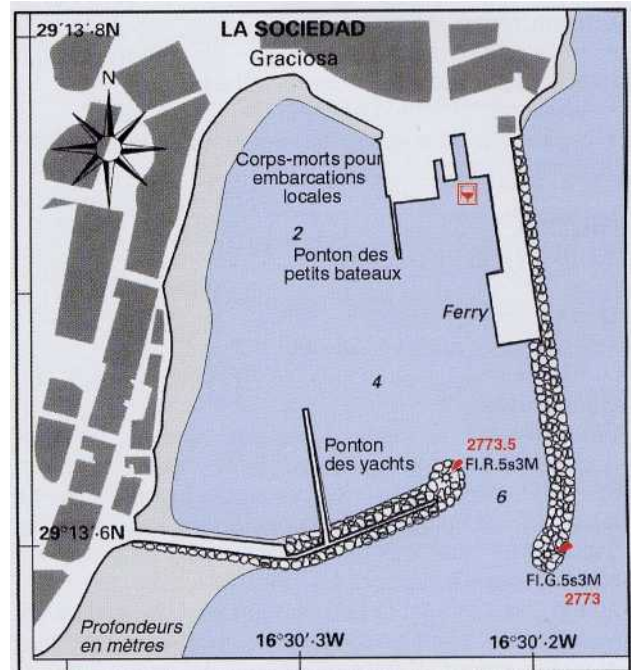 29°13'·8N
LA SOCIEDAD
Graciosa
N
Corps-morts pour
embarcations
locales
2
Ponton des
petits bateaux
Ferry
4
Ponton
des yachts
2773.5
Fl.R.5s3M
6
29°13'·6N
Fl.G.5s3M
2773
Profondeurs
en mètres
16°30'·3W
16°30'·2W